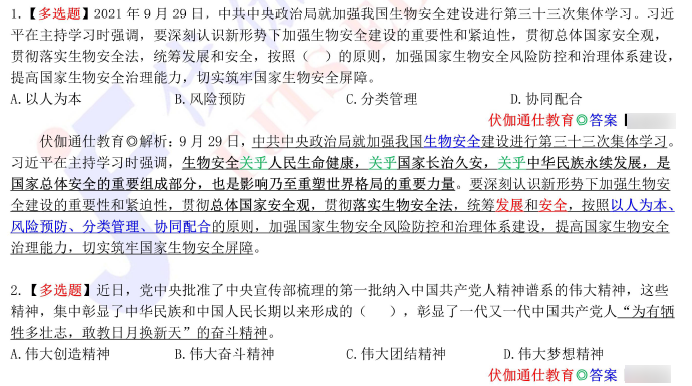 1.【多选题】2021 年 9 月 29 日，中共中央政治局就加强我国生物安全建设进行第三十三次集休学习。习近
平在主持学习时强调，要深刻认识新形势下加强生物安全建设的重要性和紧迫性，贯彻总体国家安全观，
贯彻落实生物安全法，统筹发展和安全，按照（ ）的原则，加强国家生物安全风险防控和治理体系建设，
提高国家生物安全治理能力，切实筑牢国家生物安全屏障。
A.以人为本 B.风险预防 C.分类管理 D.协同配合
伏伽通仕教育◎答案
伏伽通仕教育◎解析：9 月 29 日，中共中央政治局就加强我国生物安全建设进行第三十三次集体学习。
习近平在主持学习时强调，生物安全关乎人民生命健康，关乎国家长治久安，关乎中华民族永续发展，是
国家总体安全的重要组成部分，也是影响乃至重塑世界格局的重要力量。要深刻认识新形势下加强生物安
全建设的重要性和紧迫性，贯彻总体国家安全观，贯彻落实生物安全法，统筹发展和安全，按照以人为本、
风险预防、分类管理、协同配合的原则，加强国家生物安全风险防控和治理体系建设，提高国家生物安全
治理能力，切实筑牢国家生物安全屏障。
2.【多选题】近日，党中央批准了中央宣传部梳理的第一批纳入中国共产党人精神谱系的伟大精神，这些
精神，集中彰显了中华民族和中国人民长期以来形成的（ ），彰显了一代又一代中国共产党人“为有牺
牲多壮志，敢教日月换新天”的奋斗精神。
A.伟大创造精神 B.伟大奋斗精神 C.伟大团结精神 D.伟大梦想精神
伏伽通仕教育◎答案